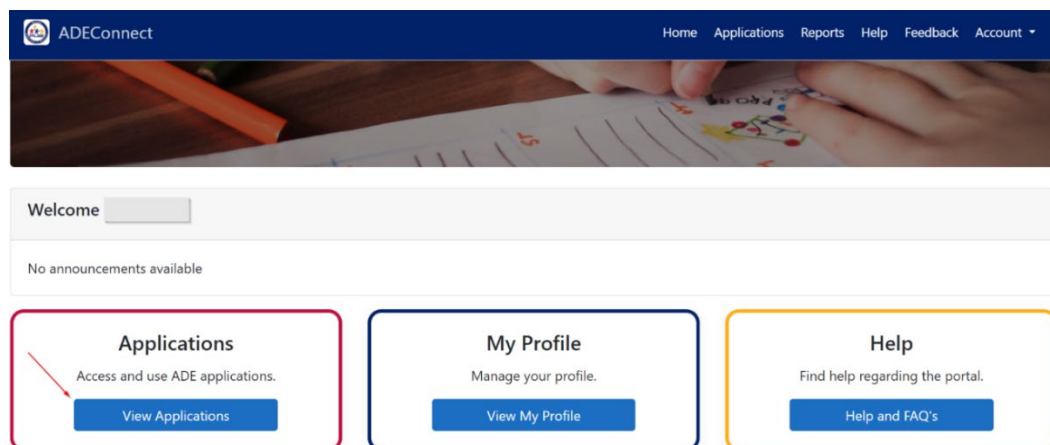 ADEConnect
Home Applications Reports Help Feedback Account
Welcome
No announcements available
Applications
Access and use ADE applications.
View Applications
My Profile
Manage your profile.
View My Profile
Help
Find help regarding the portal.
Help and FAQ's